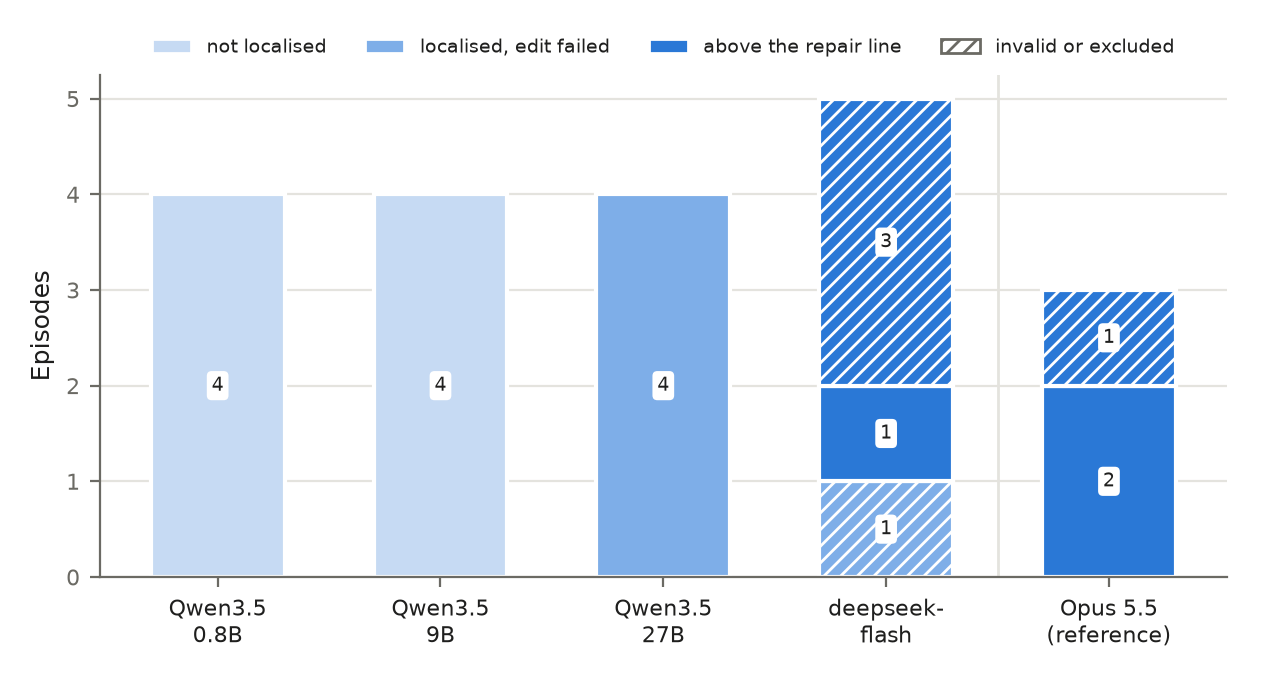 not localised
localised, edit failed
above the repair line
invalid or excluded
Episodes
5
4
3
2
1
0
4
4
4
3
1
1
1
2
Qwen3.5
0.8B
Qwen3.5
9B
Qwen3.5
27B
deepseek-
flash
Opus 5.5
(reference)